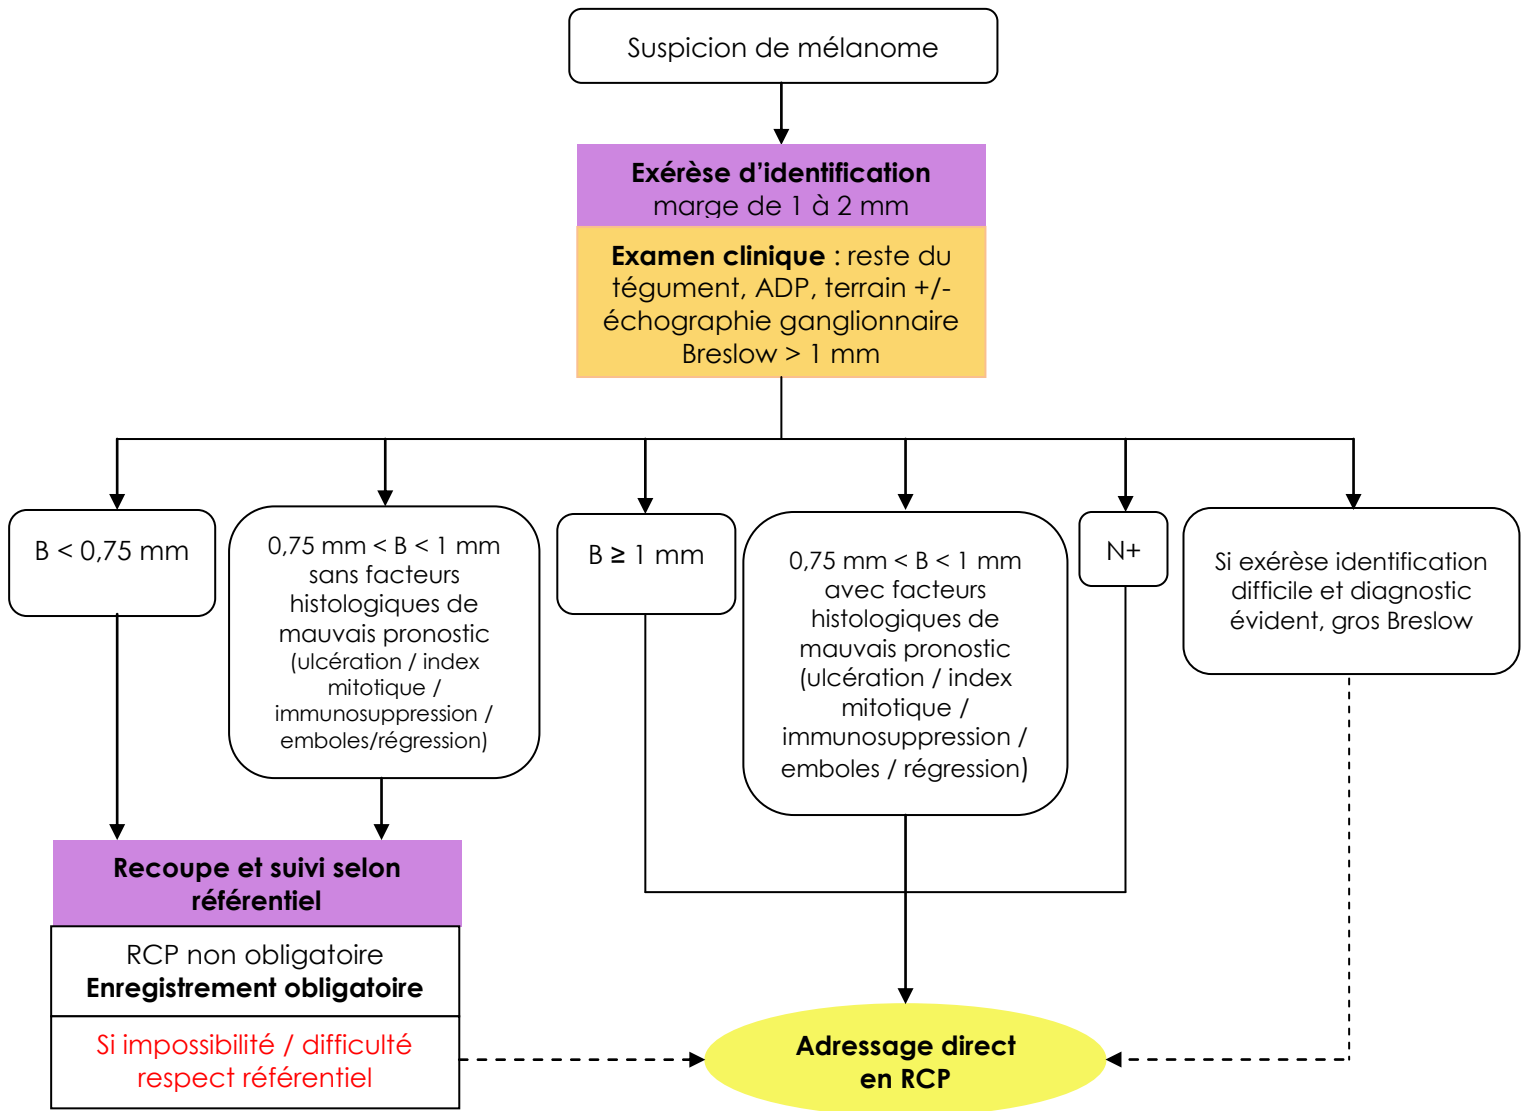 Suspicion de mélanome
Exérèse d’identification
marge de 1 à 2 mm
Examen clinique : reste du
tégument, ADP, terrain +/-
échographie ganglionnaire
Breslow > 1 mm
B < 0,75 mm
0,75 mm < B < 1 mm
sans facteurs
histologiques de
mauvais pronostic
(ulcération / index
mitotique /
immunosuppression /
emboles/régression)
B ≥ 1 mm
0,75 mm < B < 1 mm
avec facteurs
histologiques de
mauvais pronostic
(ulcération / index
mitotique /
immunosuppression /
emboles / régression)
N+
Si exérèse identification
difficile et diagnostic
évident, gros Breslow
Recoupe et suivi selon
référentiel
RCP non obligatoire
Enregistrement obligatoire
Si impossibilité / difficulté
respect référentiel
Adressage direct
en RCP